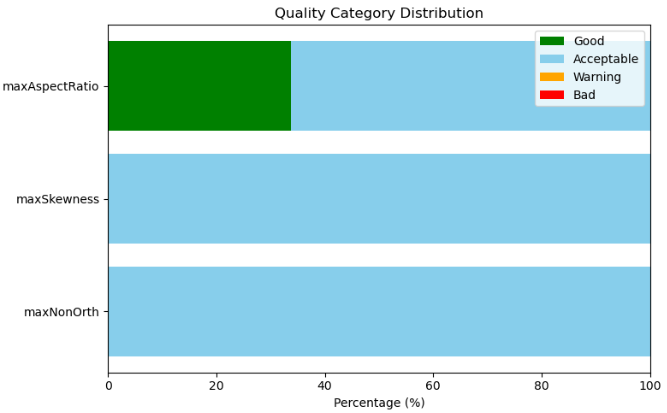 Quality Category Distribution
Good
Acceptable
Warning
Bad
maxAspectRatio
maxSkewness
maxNonOrth
0 20 40 60 80 100
Percentage (%)